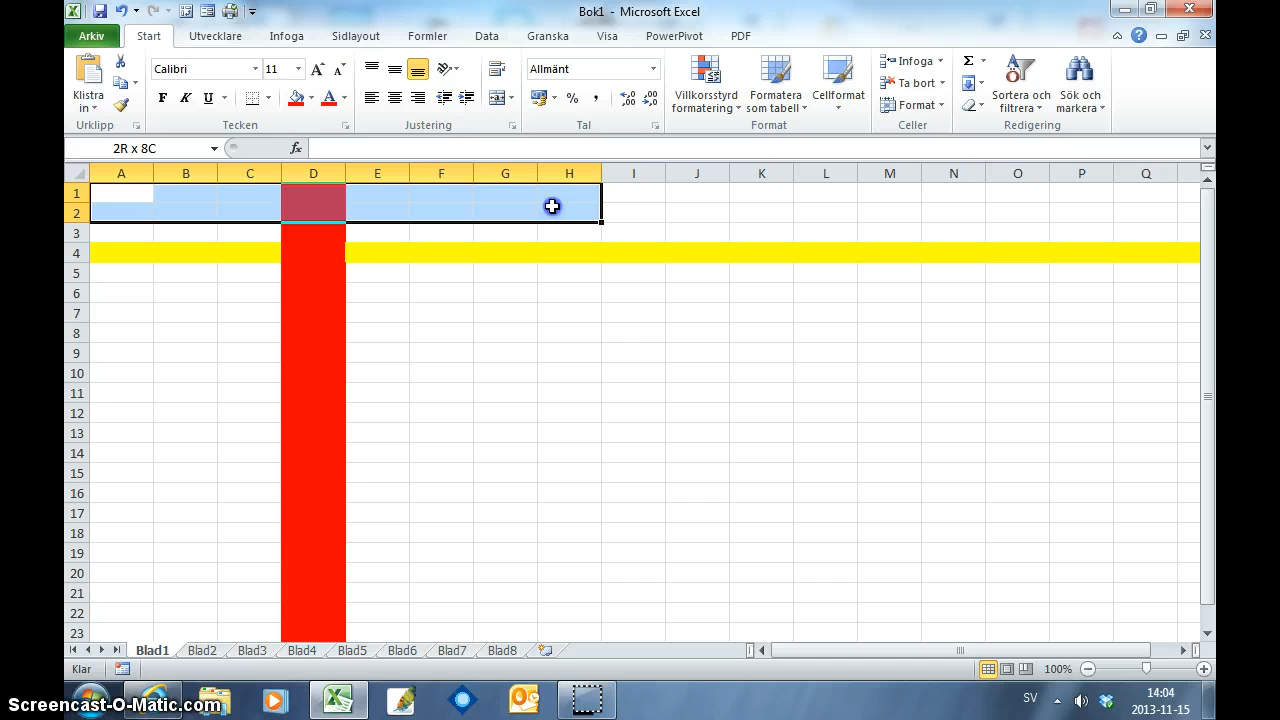 Bok1 - Microsoft Excel
Arkiv Start Utvecklare Infoga Sidlayout Formler Data Granska Visa PowerPivot PDF
Klistra in
Urklipp
Calibri 11
F K U A
Tecken
Justering
Allmänt
%
Tal
Villkorsstyrd formatering
Formatera som tabell
Cellformat
Format
Infoga
Ta bort
Format
Celler
Σ
Sortera och filtrera
Sök och markera
Redigering
2R x 8C fx
A B C D E F G H I J K L M N O P Q
1
2
3
4
5
6
7
8
9
10
11
12
13
14
15
16
17
18
19
20
21
22
23
Blad1 Blad2 Blad3 Blad4 Blad5 Blad6 Blad7 Blad8
Klar 100%
SV 14:04
2013-11-15
Screencast-O-Matic.com